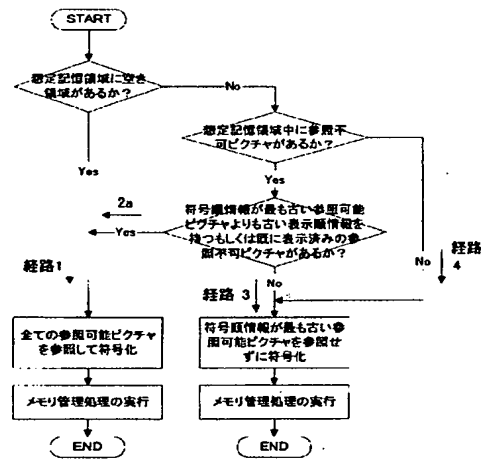 START
想定記憶領域に空き
領域があるか?
No
想定記憶領域中に参照不
可ピクチャがあるか?
Yes
Yes
2a
符号順情報が最も古い参照可能
ピクチャよりも古い表示順情報を
持つもしくは既に表示済みの参
照不可ピクチャがあるか?
Yes
No
経路
4
経路1
No
経路 3
全ての参照可能ピクチャ
を参照して符号化
符号順情報が最も古い参
照可能ピクチャを参照せ
ずに符号化
メモリ管理処理の実行
メモリ管理処理の実行
END
END